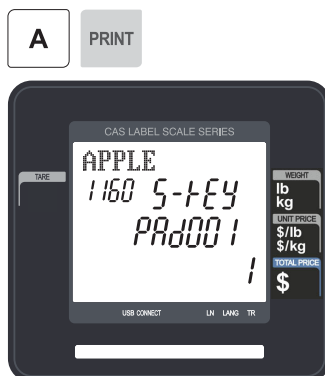 A PRINT
CAS LABEL SCALE SERIES
APPLE
TARE
1160 S-KEY
WEIGHT
lb
kg
PAd001
UNIT PRICE
$/lb
$/kg
1
TOTAL PRICE
$
USB CONNECT LN LANG TR